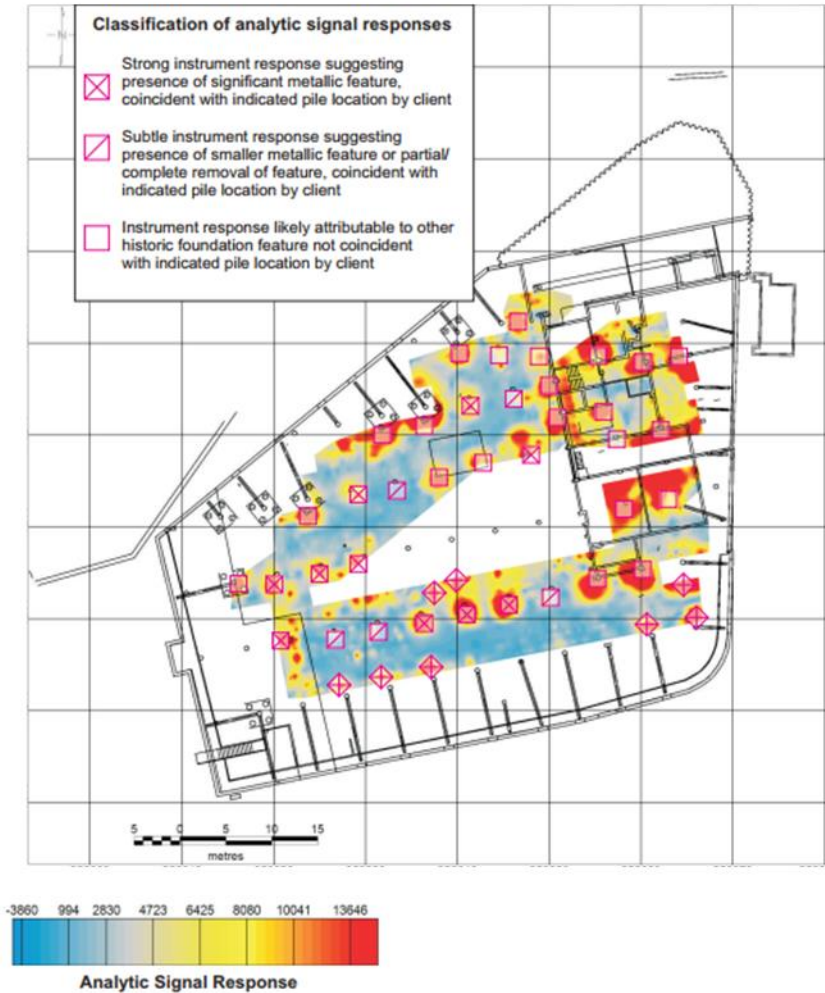 Classification of analytic signal responses
N
Strong instrument response suggesting
presence of significant metallic feature,
coincident with indicated pile location by client
Subtle instrument response suggesting
presence of smaller metallic feature or partial/
complete removal of feature, coincident with
indicated pile location by client
Instrument response likely attributable to other
historic foundation feature not coincident
with indicated pile location by client
5 0 5 10 15
metres
-3860 994 2830 4723 6425 8080 10041 13646
Analytic Signal Response